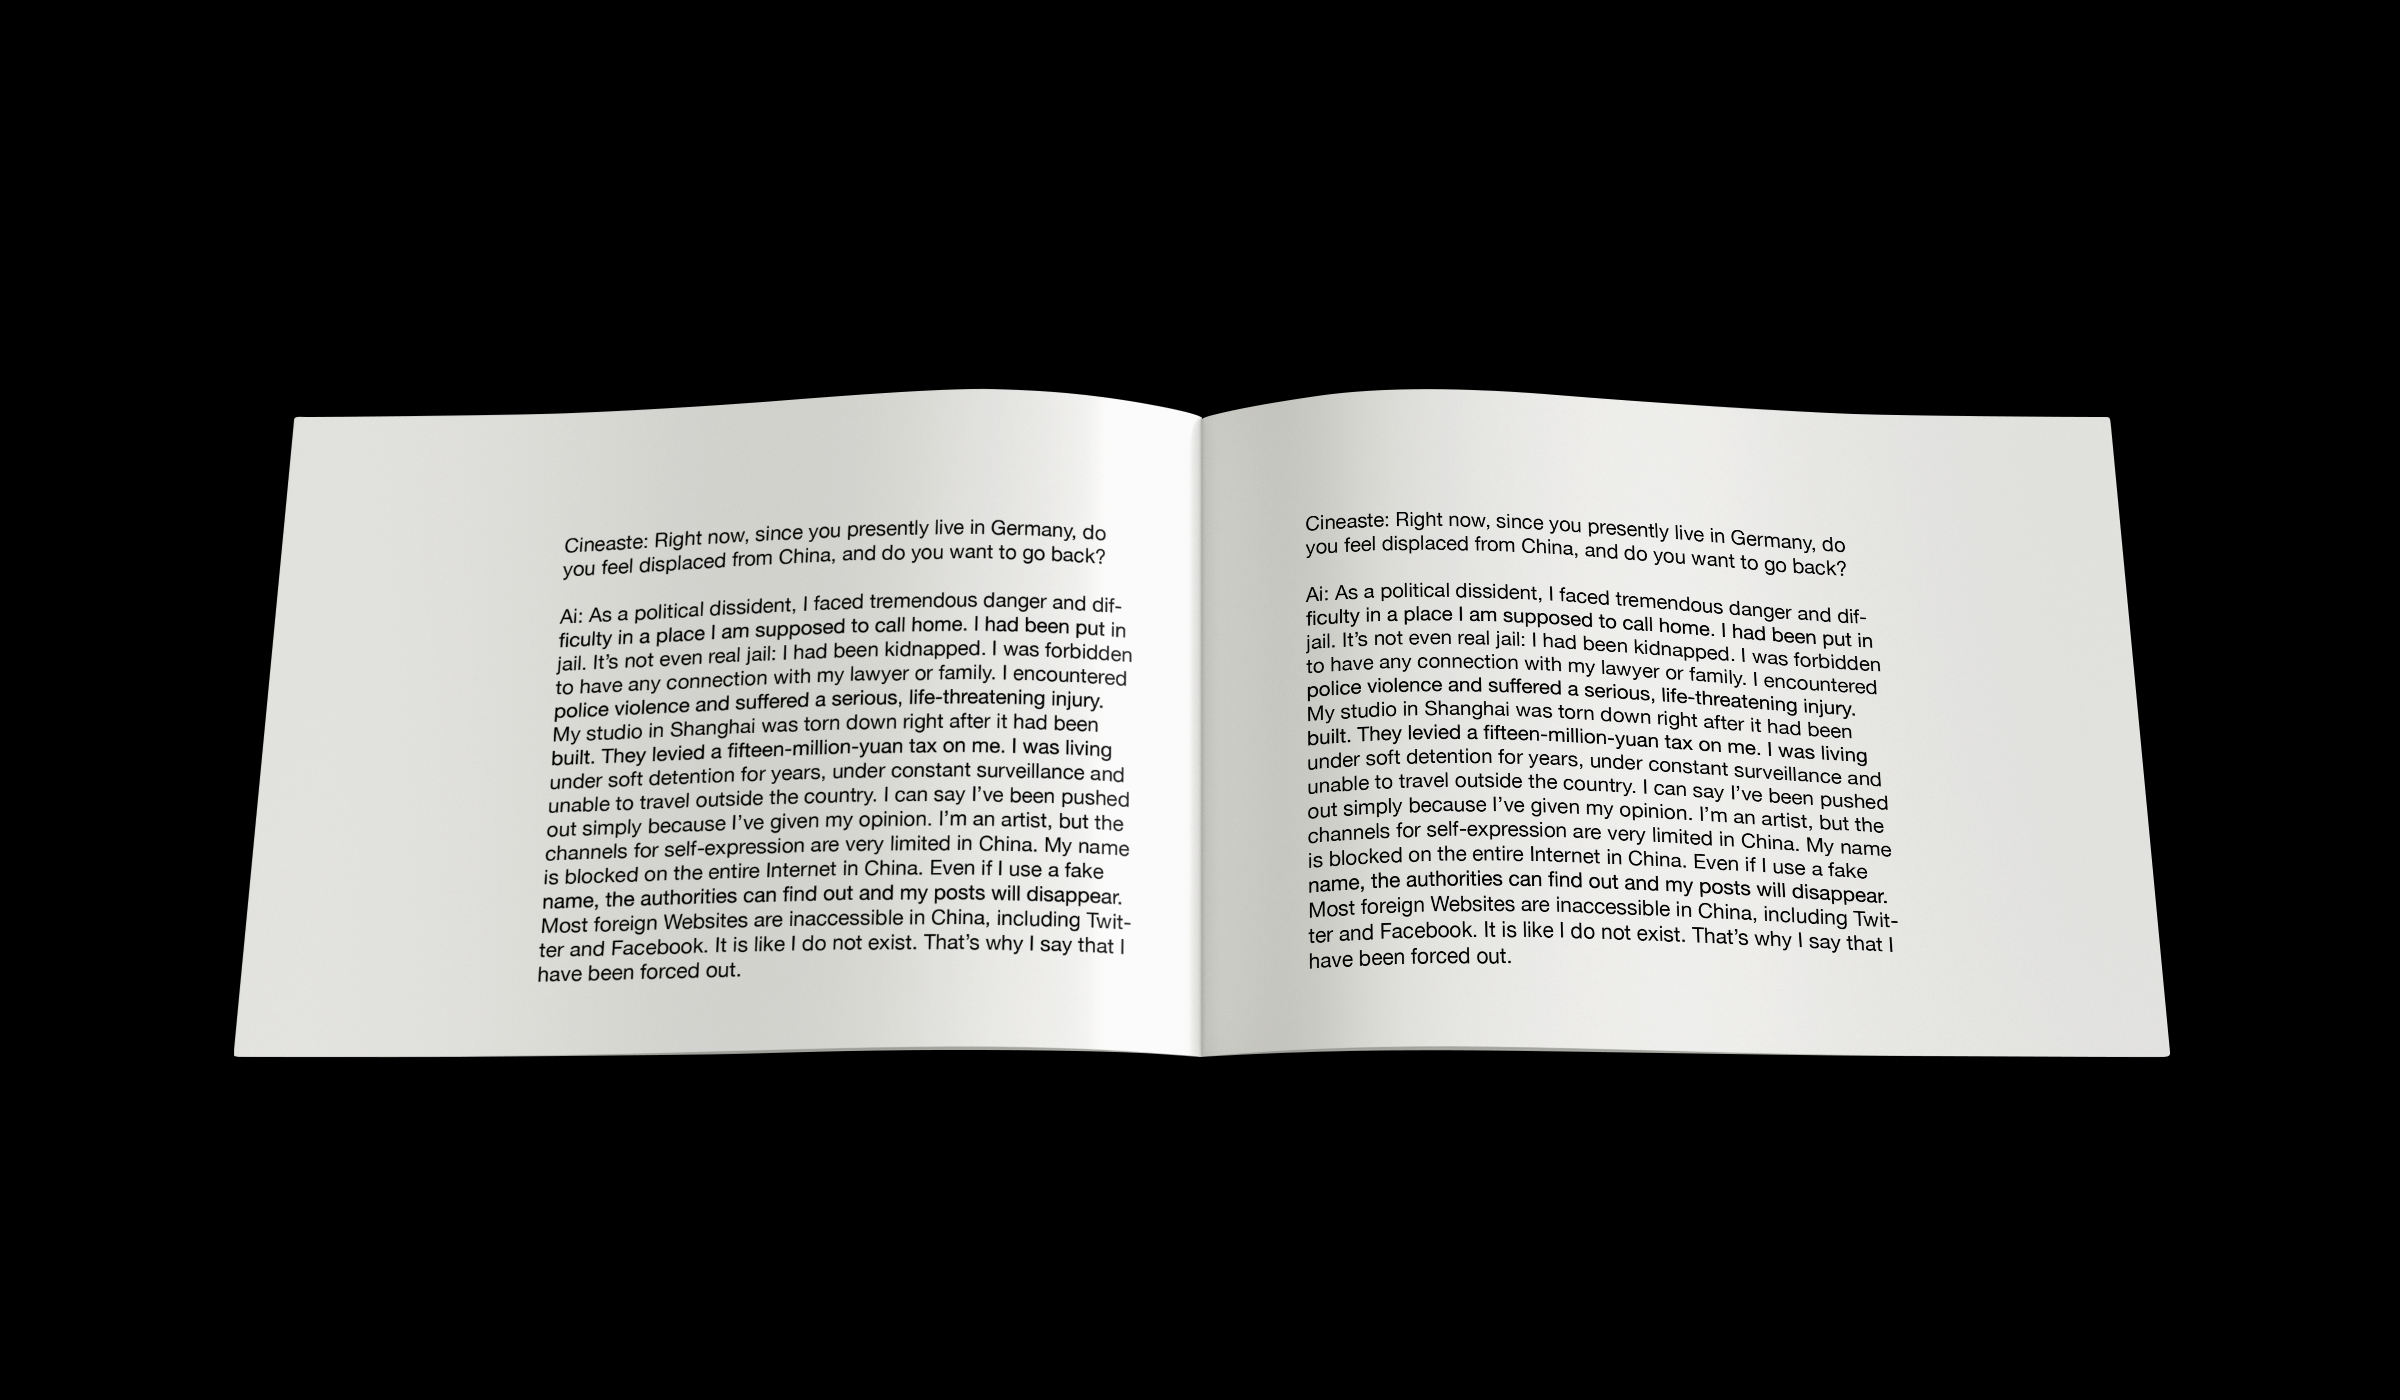 Cineaste: Right now, since you presently live in Germany, do
you feel displaced from China, and do you want to go back?
Ai: As a political dissident, I faced tremendous danger and dif-
ficulty in a place I am supposed to call home. I had been put in
jail. It’s not even real jail: I had been kidnapped. I was forbidden
to have any connection with my lawyer or family. I encountered
police violence and suffered a serious, life-threatening injury.
My studio in Shanghai was torn down right after it had been
built. They levied a fifteen-million-yuan tax on me. I was living
under soft detention for years, under constant surveillance and
unable to travel outside the country. I can say I’ve been pushed
out simply because I’ve given my opinion. I’m an artist, but the
channels for self-expression are very limited in China. My name
is blocked on the entire Internet in China. Even if I use a fake
name, the authorities can find out and my posts will disappear.
Most foreign Websites are inaccessible in China, including Twit-
ter and Facebook. It is like I do not exist. That’s why I say that I
have been forced out.
Cineaste: Right now, since you presently live in Germany, do
you feel displaced from China, and do you want to go back?
Ai: As a political dissident, I faced tremendous danger and dif-
ficulty in a place I am supposed to call home. I had been put in
jail. It’s not even real jail: I had been kidnapped. I was forbidden
to have any connection with my lawyer or family. I encountered
police violence and suffered a serious, life-threatening injury.
My studio in Shanghai was torn down right after it had been
built. They levied a fifteen-million-yuan tax on me. I was living
under soft detention for years, under constant surveillance and
unable to travel outside the country. I can say I’ve been pushed
out simply because I’ve given my opinion. I’m an artist, but the
channels for self-expression are very limited in China. My name
is blocked on the entire Internet in China. Even if I use a fake
name, the authorities can find out and my posts will disappear.
Most foreign Websites are inaccessible in China, including Twit-
ter and Facebook. It is like I do not exist. That’s why I say that I
have been forced out.